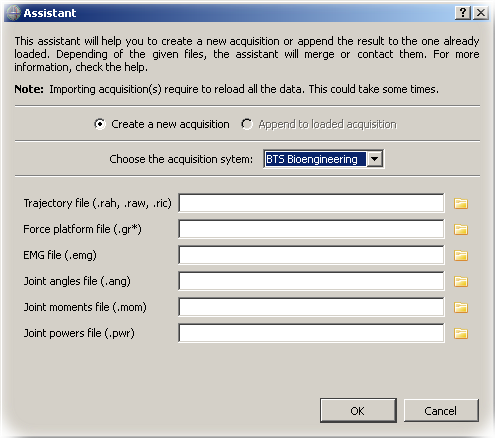 Assistant
This assistant will help you to create a new acquisition or append the result to the one already
loaded. Depending of the given files, the assistant will merge or contact them. For more
information, check the help.
Note: Importing acquisition(s) require to reload all the data. This could take some times.
Create a new acquisition Append to loaded acquisition
Choose the acquisition sytem: BTS Bioengineering
Trajectory file (.rah, .raw, .ric)
Force platform file (.gr*)
EMG file (.emg)
Joint angles file (.ang)
Joint moments file (.mom)
Joint powers file (.pwr)
OK Cancel